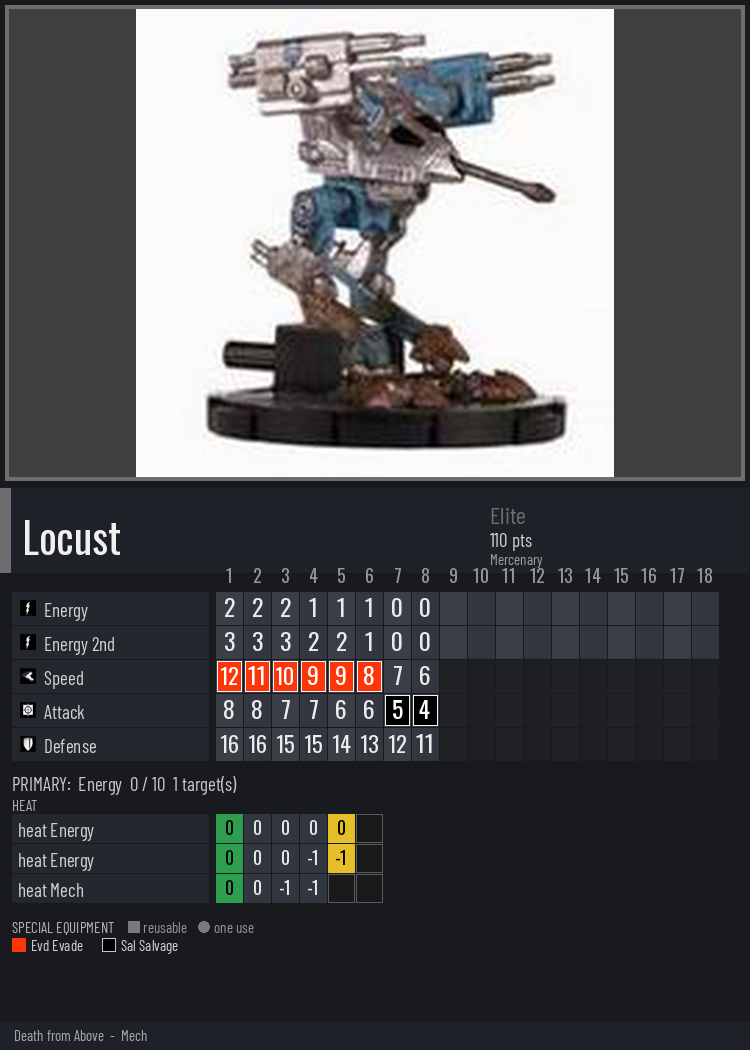 Locust
Elite
110 pts
Mercenary
1 2 3 4 5 6 7 8 9 10 11 12 13 14 15 16 17 18
Energy 2 2 2 1 1 1 0 0
Energy 2nd 3 3 3 2 2 1 0 0
Speed 12 11 10 9 9 8 7 6
Attack 8 8 7 7 6 6 5 4
Defense 16 16 15 15 14 13 12 11
PRIMARY: Energy 0 / 10 1 target(s)
HEAT
heat Energy 0 0 0 0 0
heat Energy 0 0 0 -1 -1
heat Mech 0 0 -1 -1
SPECIAL EQUIPMENT reusable one use
Evd Evade Sal Salvage
Death from Above - Mech